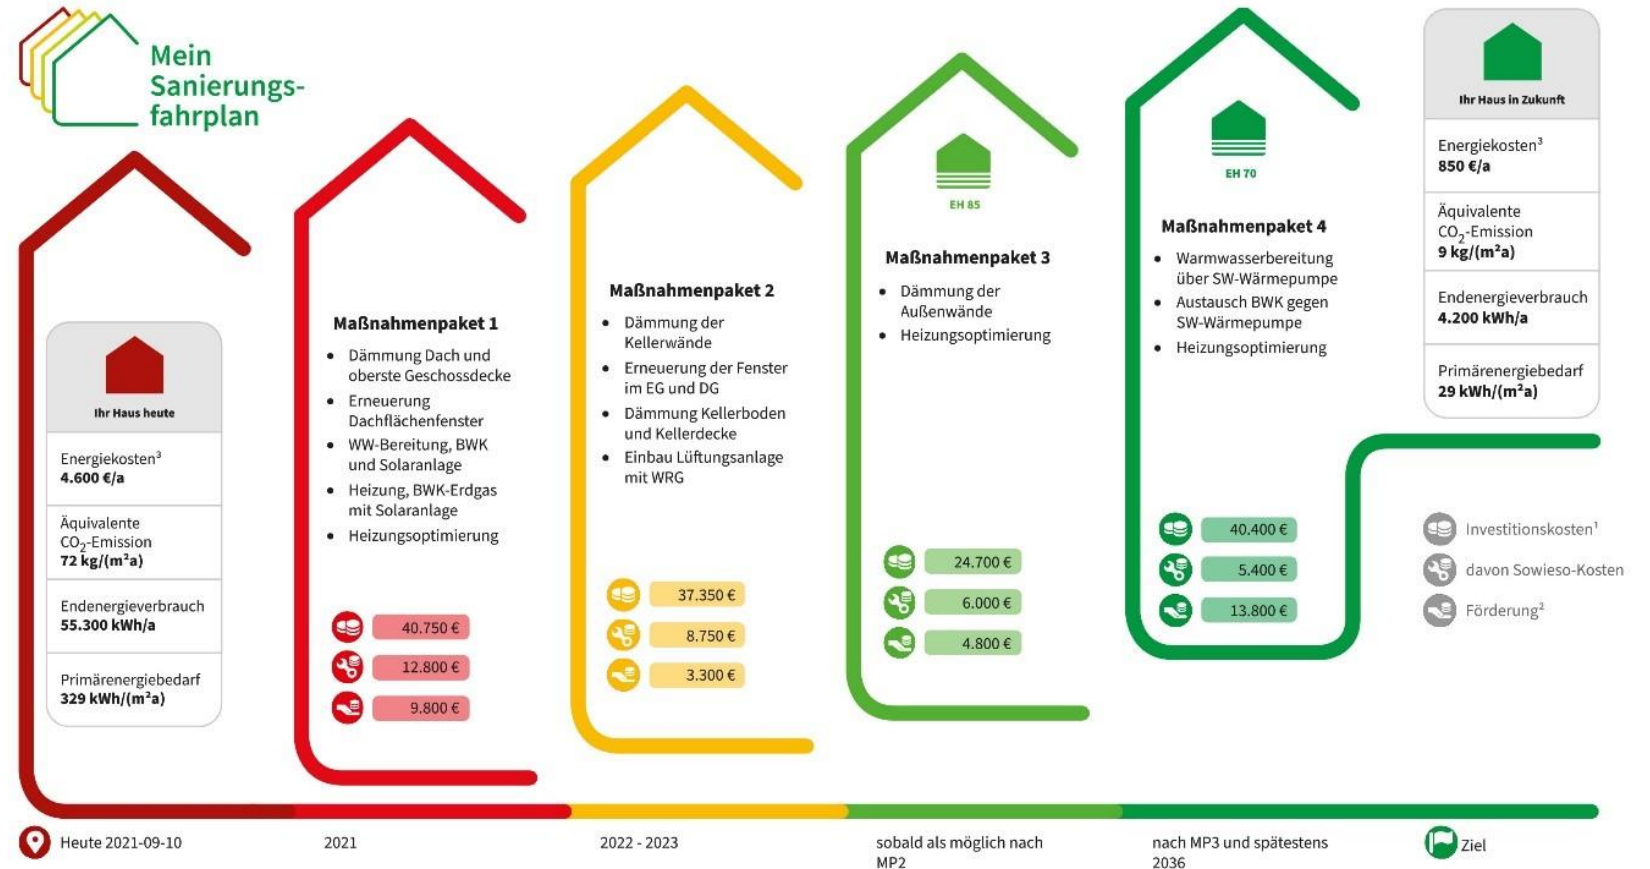 Mein
Sanierungs-
fahrplan
Ihr Haus heute
Energiekosten³
4.600 €/a
Äquivalente
CO₂-Emission
72 kg/(m²a)
Endenergieverbrauch
55.300 kWh/a
Primärenergiebedarf
329 kWh/(m²a)
Maßnahmenpaket 1
• Dämmung Dach und
oberste Geschossdecke
• Erneuerung
Dachflächenfenster
• WW-Bereitung, BWK
und Solaranlage
• Heizung, BWK-Erdgas
mit Solaranlage
• Heizungsoptimierung
40.750 €
12.800 €
9.800 €
Maßnahmenpaket 2
• Dämmung der
Kellerwände
• Erneuerung der Fenster
im EG und DG
• Dämmung Kellerboden
und Kellerdecke
• Einbau Lüftungsanlage
mit WRG
37.350 €
8.750 €
3.300 €
EH 85
Maßnahmenpaket 3
• Dämmung der
Außenwände
• Heizungsoptimierung
24.700 €
6.000 €
4.800 €
EH 70
Maßnahmenpaket 4
• Warmwasserbereitung
über SW-Wärmepumpe
• Austausch BWK gegen
SW-Wärmepumpe
• Heizungsoptimierung
40.400 €
5.400 €
13.800 €
Ihr Haus in Zukunft
Energiekosten³
850 €/a
Äquivalente
CO₂-Emission
9 kg/(m²a)
Endenergieverbrauch
4.200 kWh/a
Primärenergiebedarf
29 kWh/(m²a)
Investitionskosten¹
davon Sowieso-Kosten
Förderung²
Heute 2021-09-10
2021
2022 - 2023
sobald als möglich nach
MP2
nach MP3 und spätestens
2036
Ziel